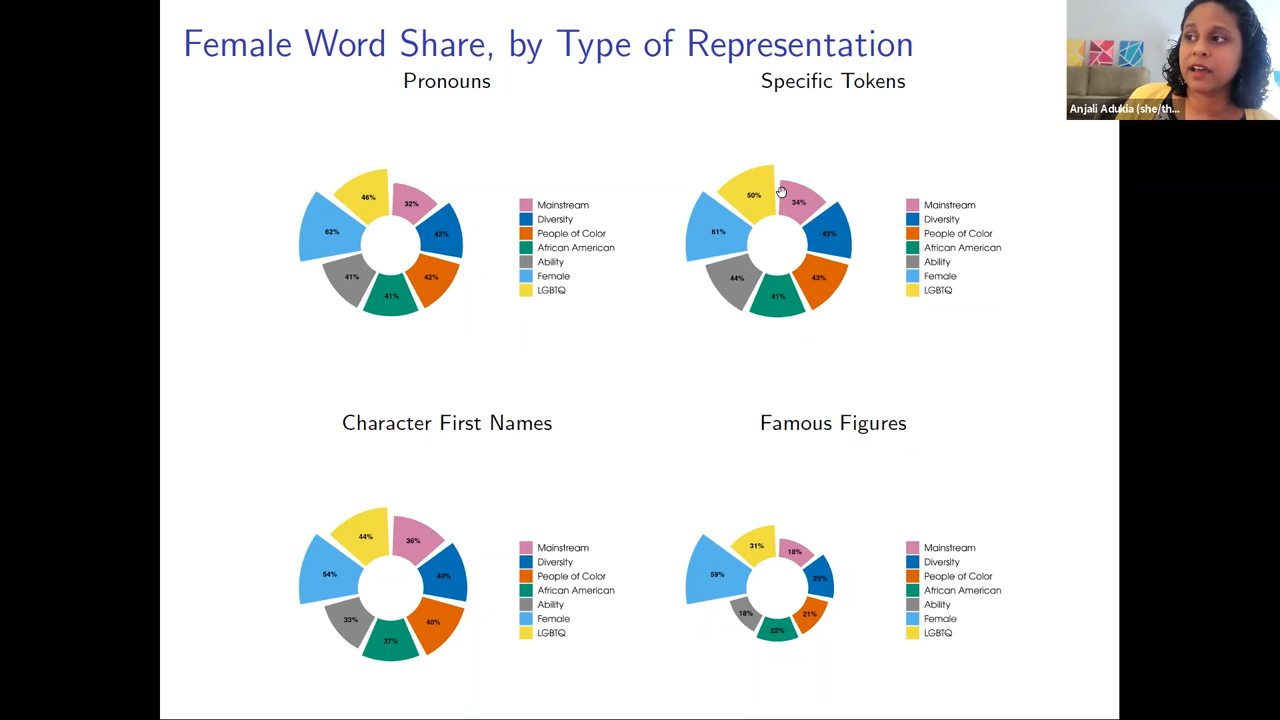 Female Word Share, by Type of Representation
Anjali Adukia (she/th...
Pronouns
46%
32%
62%
42%
41%
42%
41%
Mainstream
Diversity
People of Color
African American
Ability
Female
LGBTQ
Specific Tokens
50%
34%
61%
43%
44%
43%
41%
Mainstream
Diversity
People of Color
African American
Ability
Female
LGBTQ
Character First Names
44%
36%
54%
40%
33%
40%
37%
Mainstream
Diversity
People of Color
African American
Ability
Female
LGBTQ
Famous Figures
31%
18%
59%
18%
21%
22%
Mainstream
Diversity
People of Color
African American
Ability
Female
LGBTQ